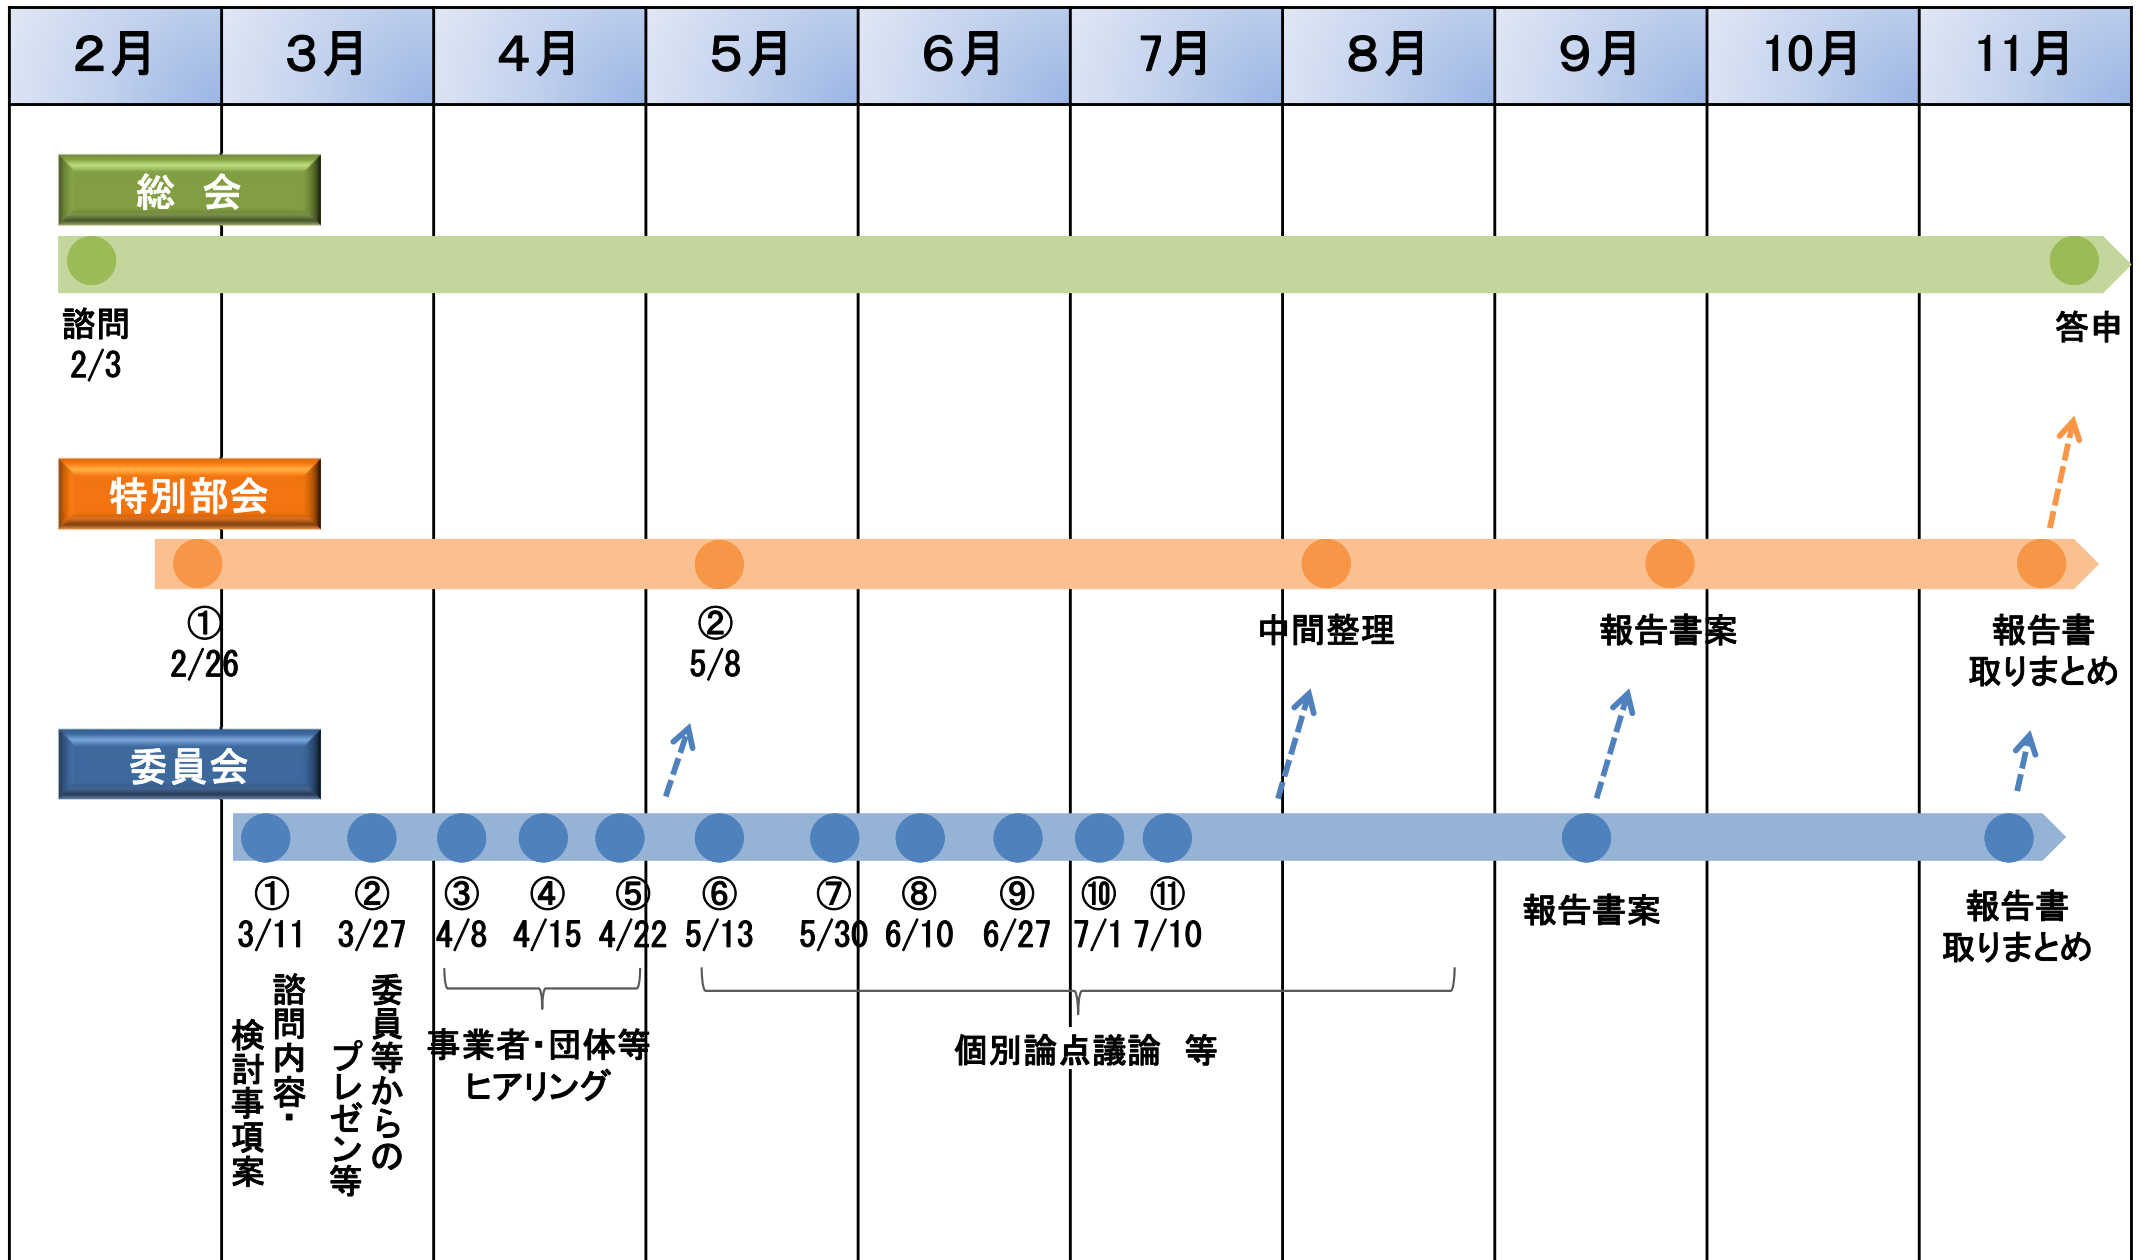 ２月 ３月 ４月 ５月 ６月 7月 ８月 ９月 10月 11月
総　会
諮問
2/3
答申
特別部会
①
2/26
②
5/8
中間整理
報告書案
報告書
取りまとめ
委員会
① ② ③ ④ ⑤ ⑥ ⑦ ⑧ ⑨ ⑩ ⑪
3/11 3/27 4/8 4/15 4/22 5/13 5/30 6/10 6/27 7/1 7/10
報告書案
報告書
取りまとめ
諮問内容・
検討事項案
委員等からの
プレゼン等
事業者・団体等
ヒアリング
個別論点議論　等